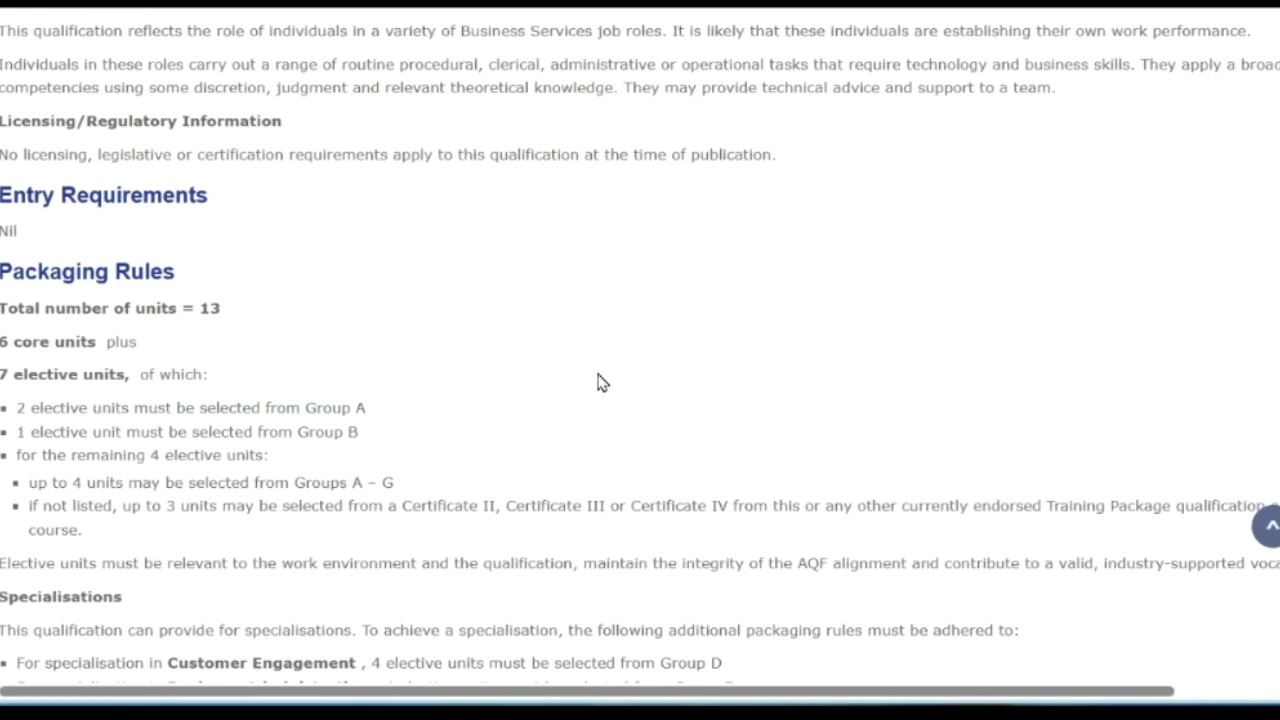 This qualification reflects the role of individuals in a variety of Business Services job roles. It is likely that these individuals are establishing their own work performance.
Individuals in these roles carry out a range of routine procedural, clerical, administrative or operational tasks that require technology and business skills. They apply a
competencies using some discretion, judgment and relevant theoretical knowledge. They may provide technical advice and support to a team.
Licensing/Regulatory Information
No licensing, legislative or certification requirements apply to this qualification at the time of publication.
Entry Requirements
Nil
Packaging Rules
Total number of units = 13
6 core units plus
7 elective units, of which:
▪ 2 elective units must be selected from Group A
▪ 1 elective unit must be selected from Group B
▪ for the remaining 4 elective units:
▪ up to 4 units may be selected from Groups A – G
▪ if not listed, up to 3 units may be selected from a Certificate II, Certificate III or Certificate IV from this or any other currently endorsed Training Package qualification
course.
Elective units must be relevant to the work environment and the qualification, maintain the integrity of the AQF alignment and contribute to a valid, industry-supported
Specialisations
This qualification can provide for specialisations. To achieve a specialisation, the following additional packaging rules must be adhered to:
▪ For specialisation in Customer Engagement , 4 elective units must be selected from Group D